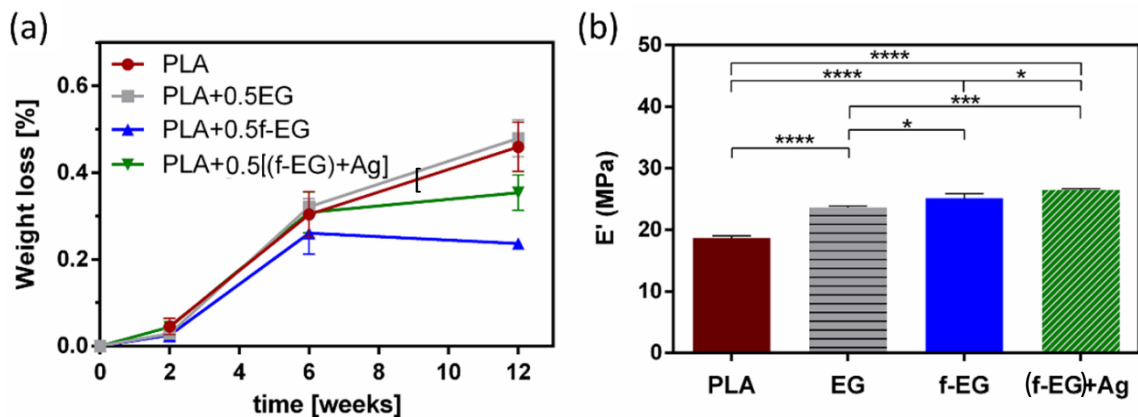 (a)
Weight loss [%]
0.6
0.4
0.2
0.0
PLA
PLA+0.5EG
PLA+0.5f-EG
PLA+0.5[(f-EG)+Ag]
[
0 2 4 6 8 10 12
time [weeks]
(b)
E' (MPa)
50
40
30
20
10
0
****
**** *
***
*
****
PLA EG f-EG (f-EG)+Ag